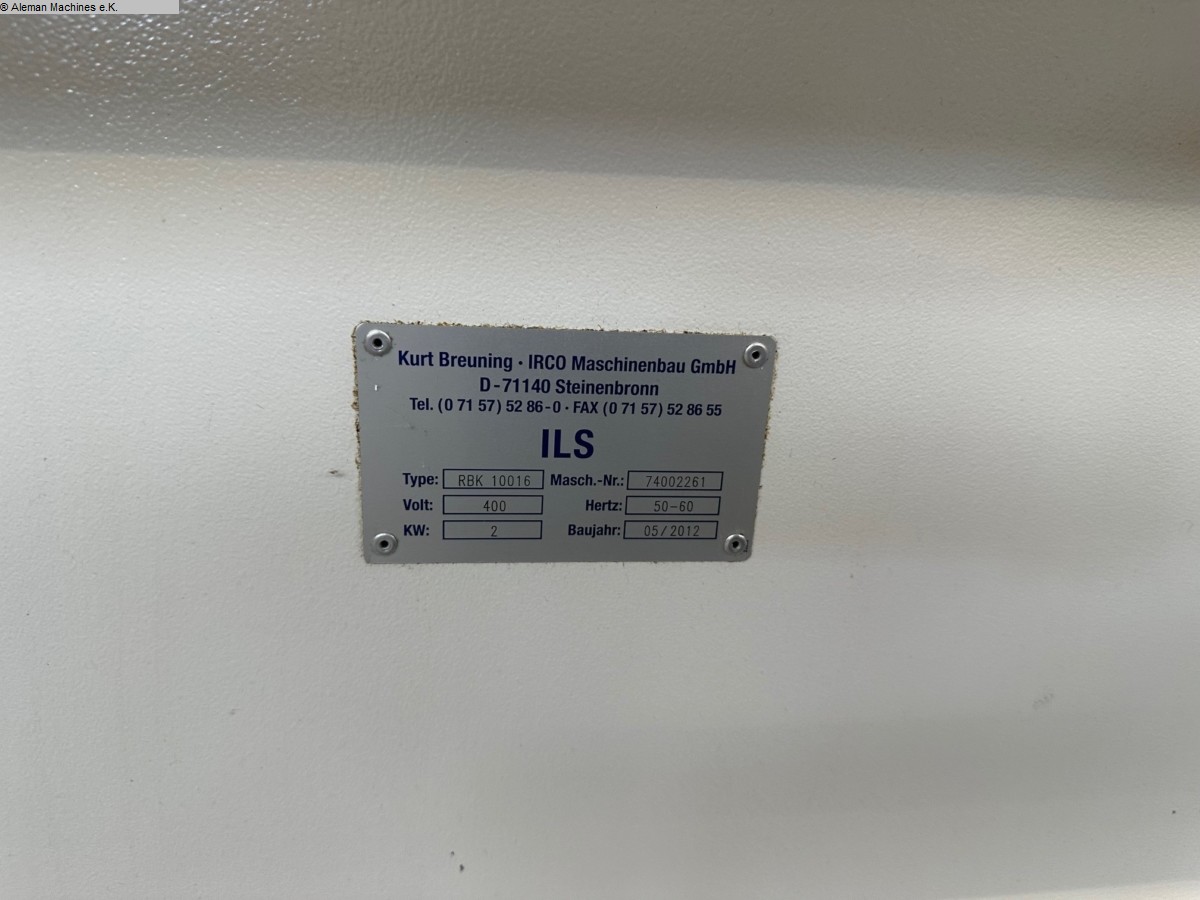 © Aleman Machines e.K.
Kurt Breuning · IRCO Maschinenbau GmbH
D-71140 Steinenbronn
Tel. (0 71 57) 52 86-0 · FAX (0 71 57) 52 86 55
ILS
Type: RBK 10016 Masch.-Nr.: 74002261
Volt: 400 Hertz: 50-60
KW: 2 Baujahr: 05/2012